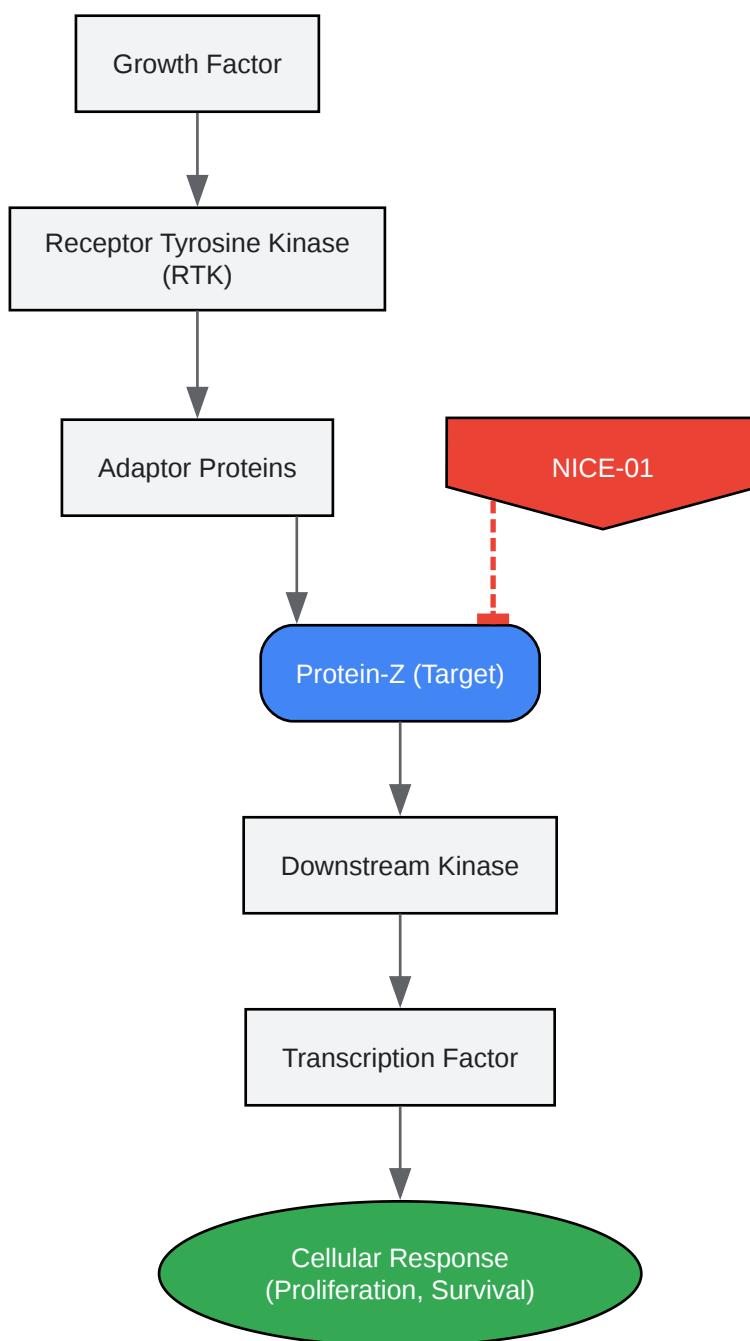 Growth Factor
Receptor Tyrosine Kinase
(RTK)
Adaptor Proteins
NICE-01
Protein-Z (Target)
Downstream Kinase
Transcription Factor
Cellular Response
(Proliferation, Survival)